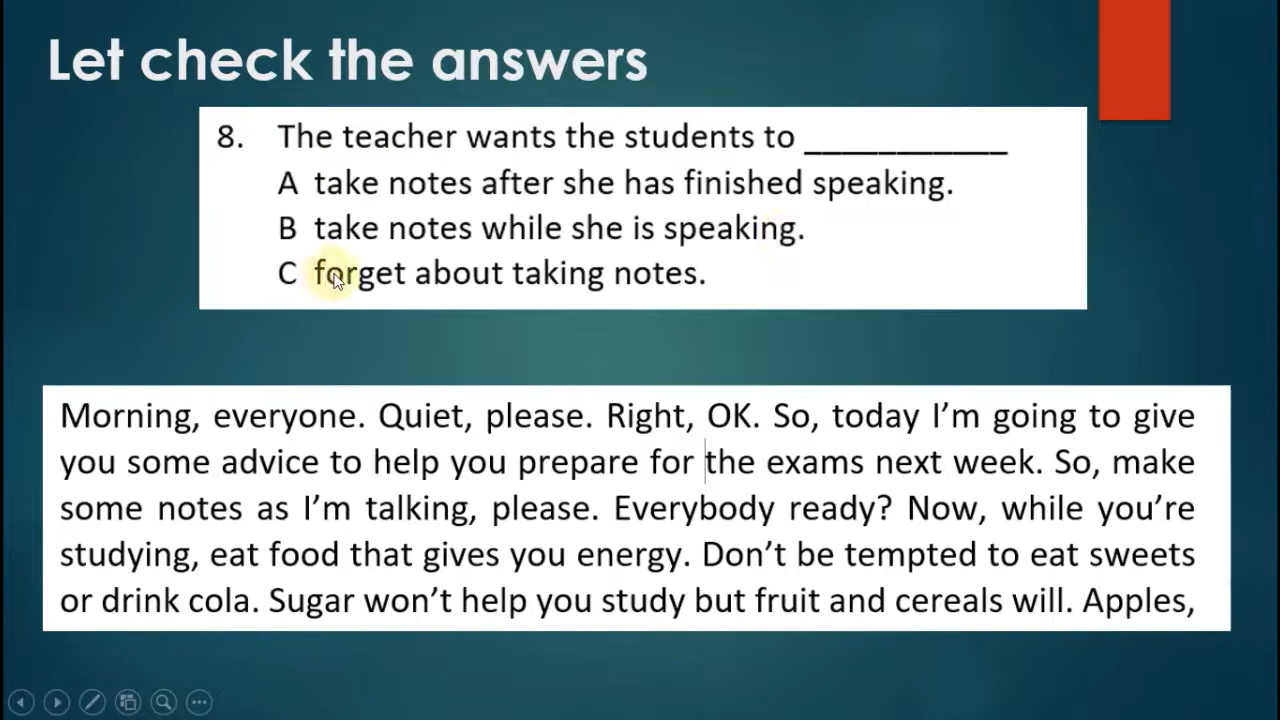 Let check the answers
8. The teacher wants the students to ___________
A take notes after she has finished speaking.
B take notes while she is speaking.
C forget about taking notes.
Morning, everyone. Quiet, please. Right, OK. So, today I’m going to give
you some advice to help you prepare for the exams next week. So, make
some notes as I’m talking, please. Everybody ready? Now, while you’re
studying, eat food that gives you energy. Don’t be tempted to eat sweets
or drink cola. Sugar won’t help you study but fruit and cereals will. Apples,